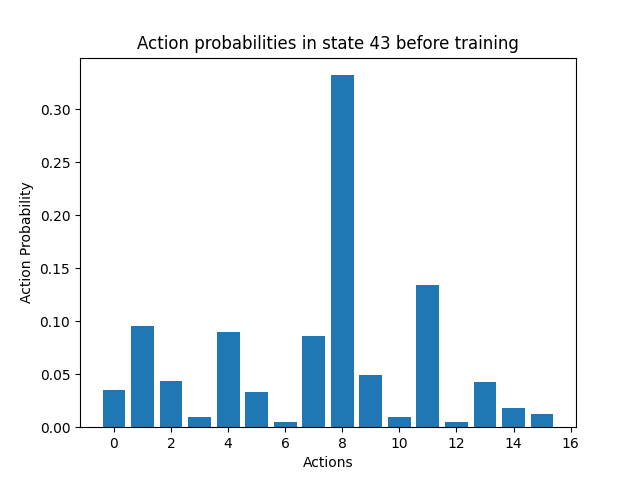 Action probabilities in state 43 before training
0.30
0.25
0.20
0.15
0.10
0.05
0.00
Action Probability
0 2 4 6 8 10 12 14 16
Actions